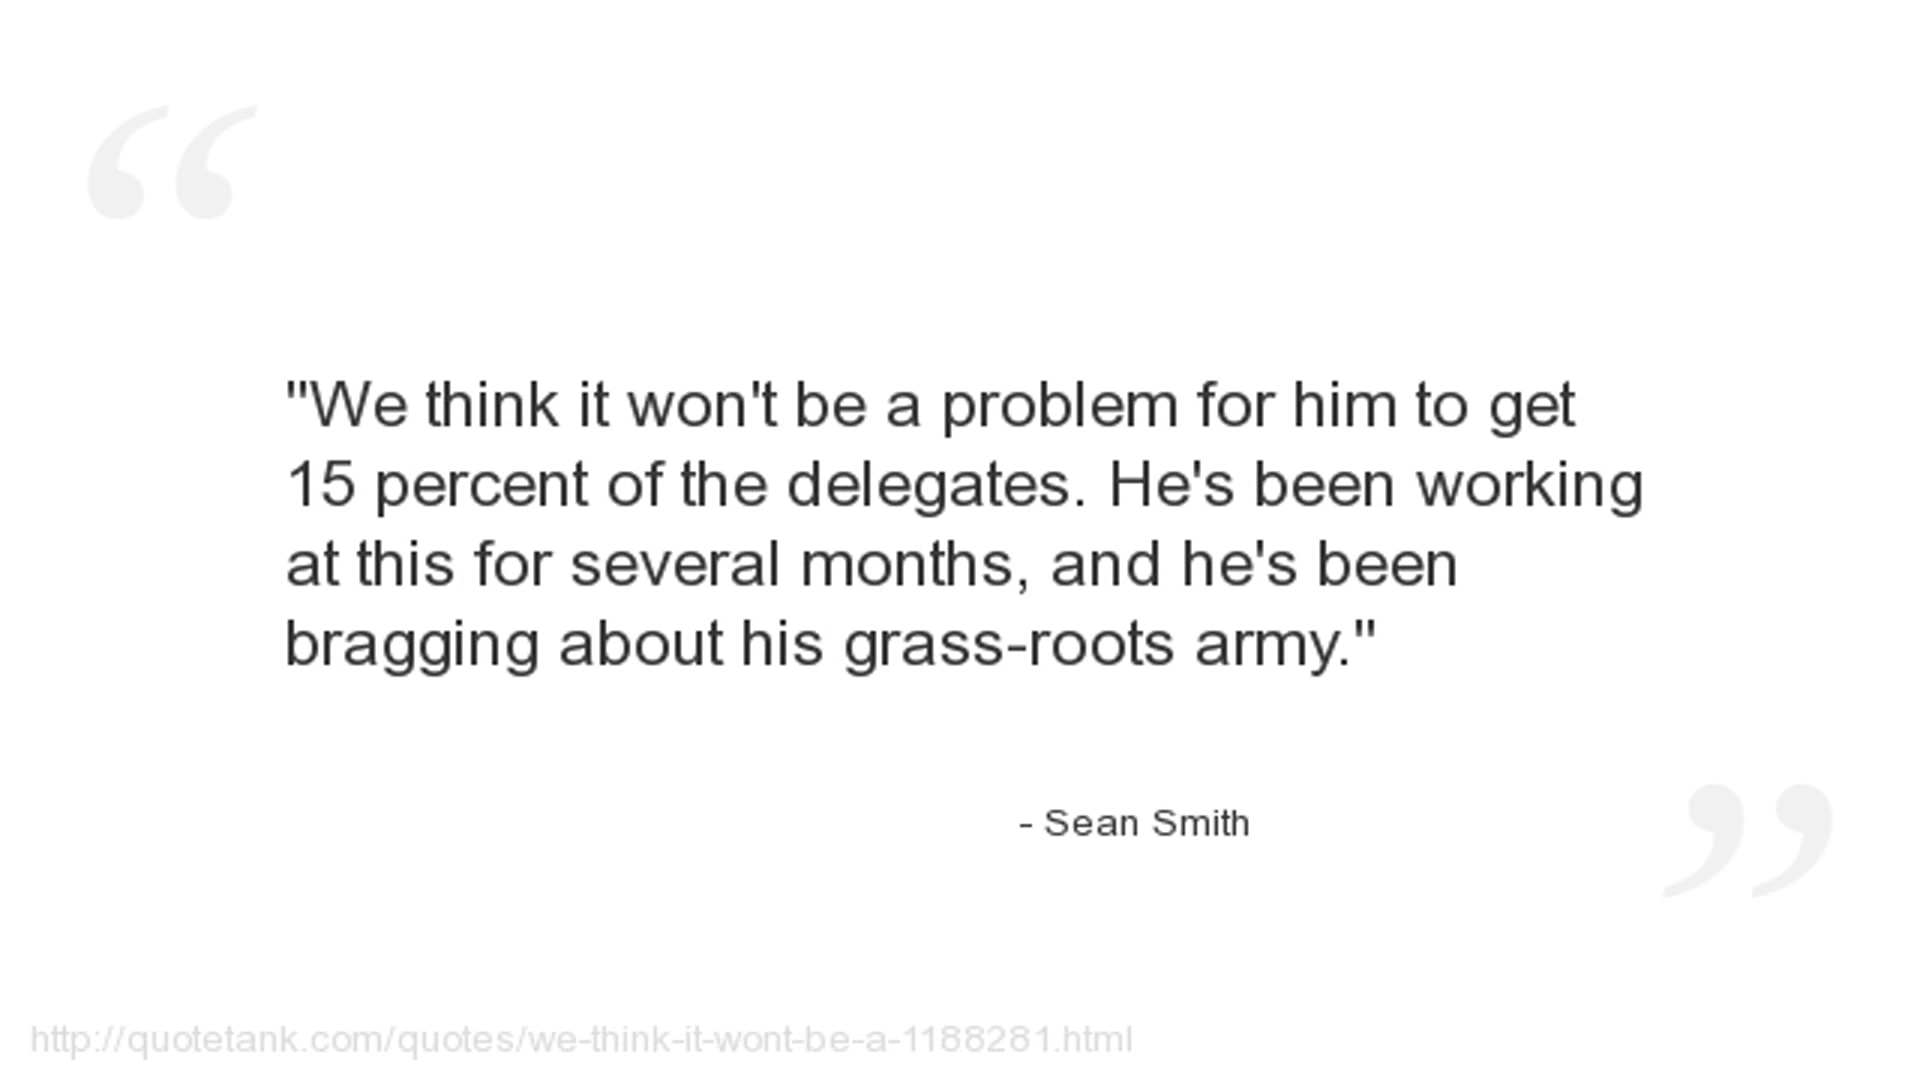 "We think it won't be a problem for him to get
15 percent of the delegates. He's been working
at this for several months, and he's been
bragging about his grass-roots army."
- Sean Smith
http://quotetank.com/quotes/we-think-it-wont-be-a-1188281.html